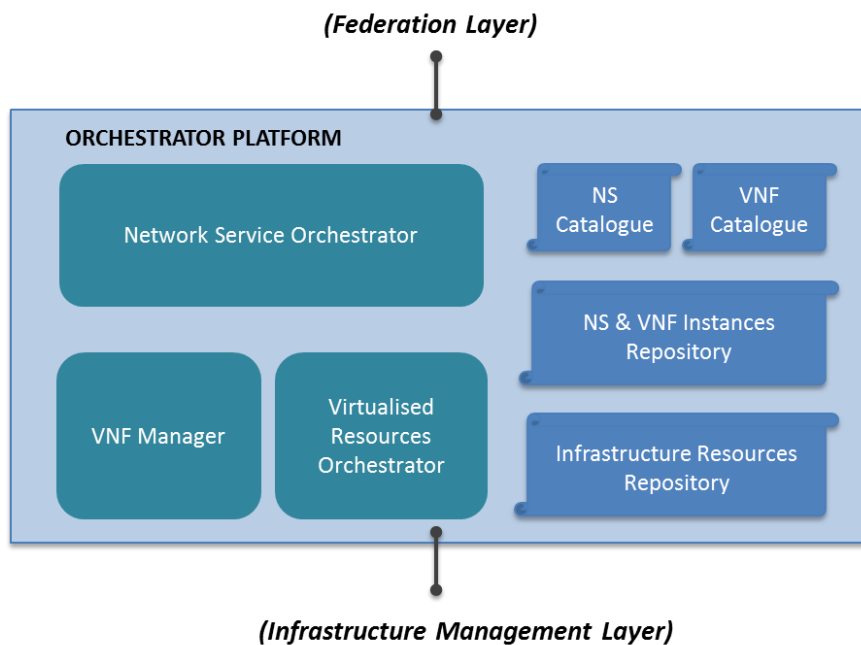 (Federation Layer)
ORCHESTRATOR PLATFORM
Network Service Orchestrator
NS
Catalogue
VNF
Catalogue
NS & VNF Instances
Repository
VNF Manager
Virtualised
Resources
Orchestrator
Infrastructure Resources
Repository
(Infrastructure Management Layer)